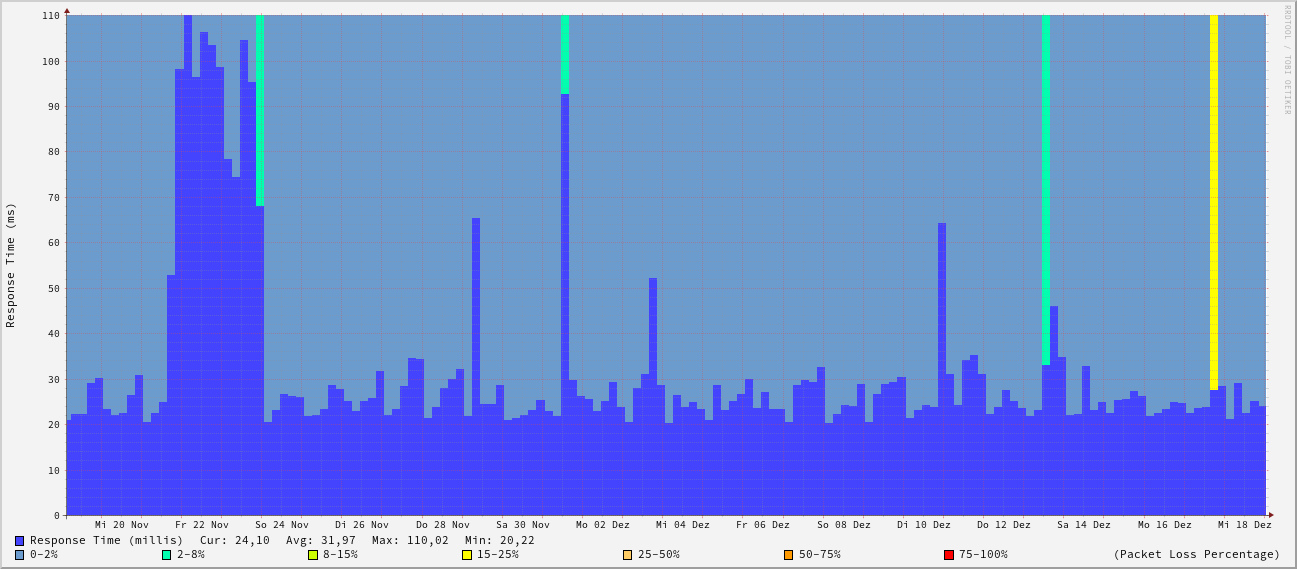 110
100
90
80
70
60
50
40
30
20
10
0
Response Time (ms)
RRDTOOL / TOBI OETIKER
Mi 20 Nov Fr 22 Nov So 24 Nov Di 26 Nov Do 28 Nov Sa 30 Nov Mo 02 Dez Mi 04 Dez Fr 06 Dez So 08 Dez Di 10 Dez Do 12 Dez Sa 14 Dez Mo 16 Dez Mi 18 Dez
Response Time (millis) Cur: 24,10 Avg: 31,97 Max: 110,02 Min: 20,22
0-2% 2-8% 8-15% 15-25% 25-50% 50-75% 75-100% (Packet Loss Percentage)